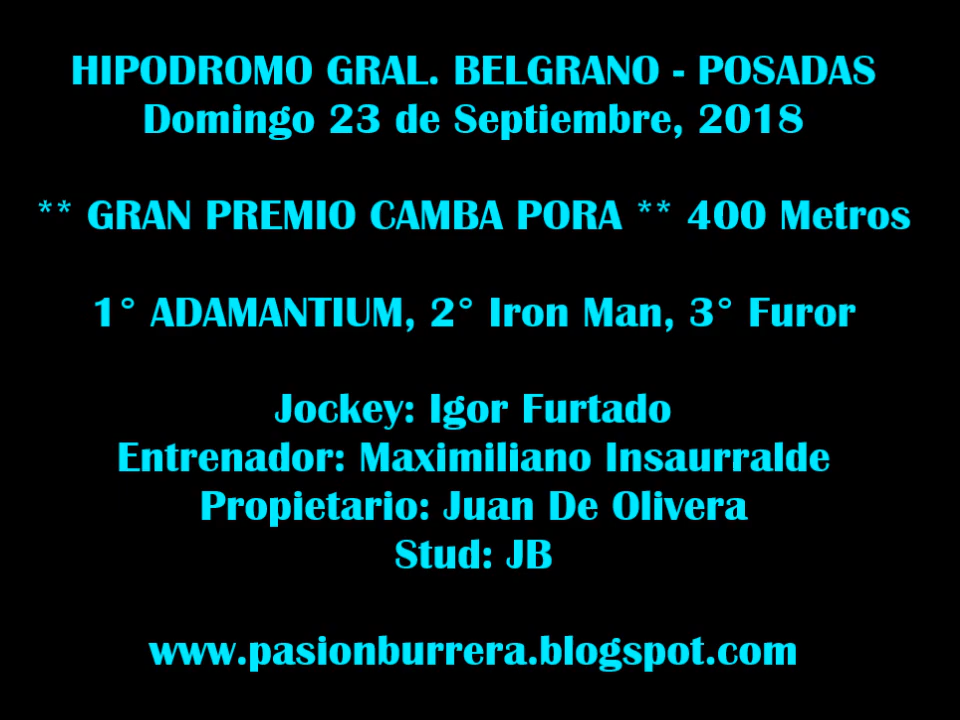 HIPODROMO GRAL. BELGRANO - POSADAS
Domingo 23 de Septiembre, 2018
** GRAN PREMIO CAMBA PORA ** 400 Metros
1° ADAMANTIUM, 2° Iron Man, 3° Furor
Jockey: Igor Furtado
Entrenador: Maximiliano Insaurralde
Propietario: Juan De Olivera
Stud: JB
www.pasionburrera.blogspot.com